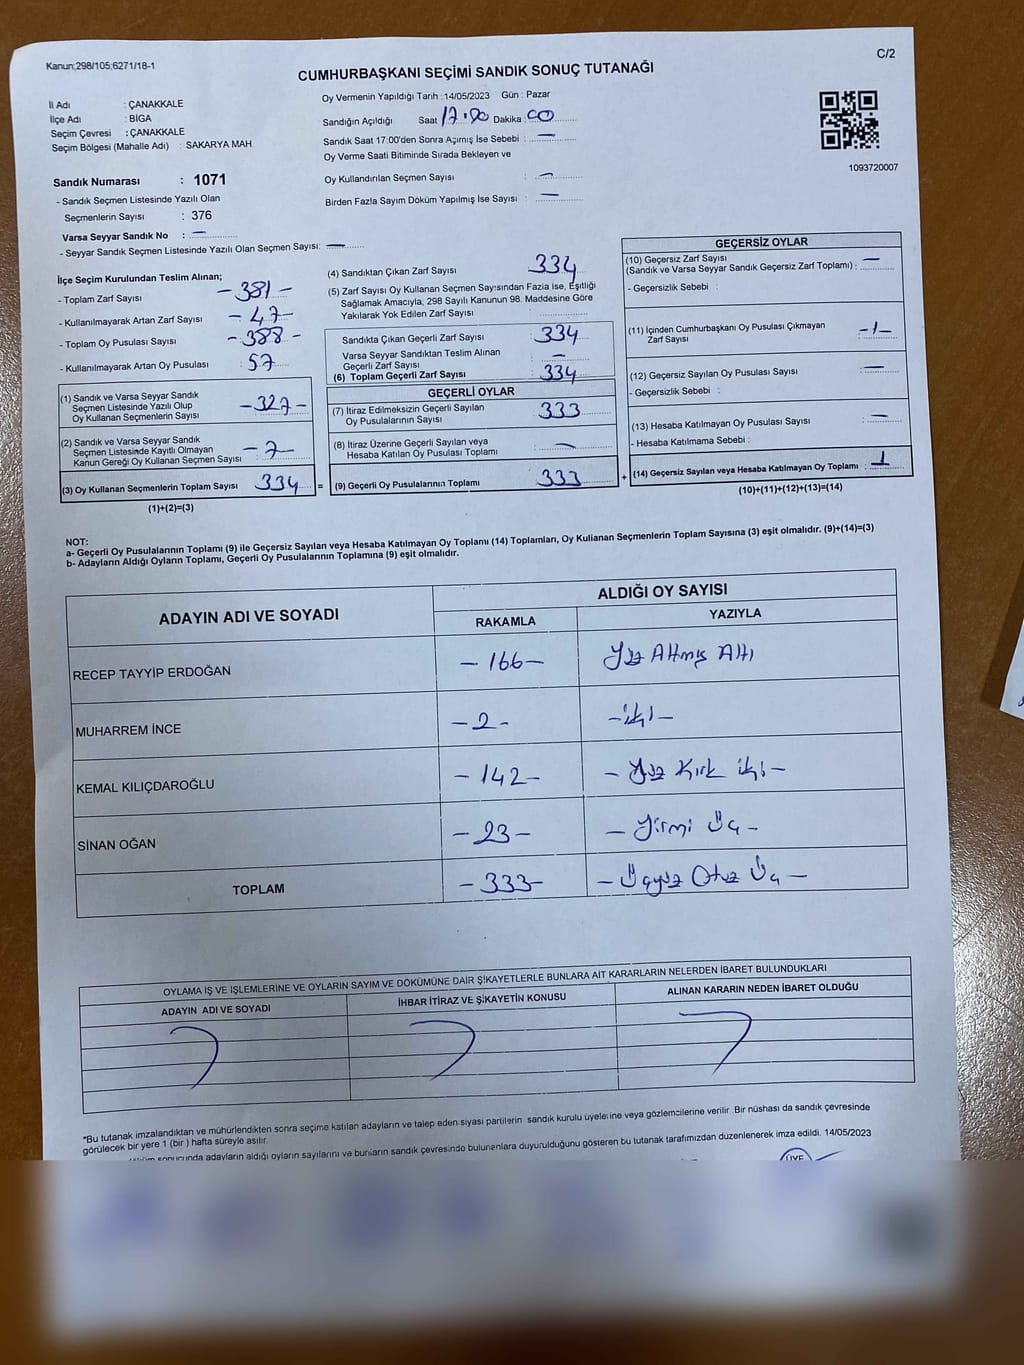 Kanun;298/105;6271/18-1
C/2
CUMHURBAŞKANI SEÇİMİ SANDIK SONUÇ TUTANAĞI
İl Adı : ÇANAKKALE
İlçe Adı : BİGA
Seçim Çevresi : ÇANAKKALE
Seçim Bölgesi (Mahalle Adı) : SAKARYA MAH
Oy Vermenin Yapıldığı Tarih :14/05/2023 Gün : Pazar
Sandığın Açıldığı Saat 17.00 Dakika : 00
Sandık Saat 17:00'den Sonra Açımış İse Sebebi : —
Oy Verme Saati Bitiminde Sırada Bekleyen ve
Oy Kullandırılan Seçmen Sayısı : —
Birden Fazla Sayım Döküm Yapılmış İse Sayısı : —
1093720007
Sandık Numarası : 1071
- Sandık Seçmen Listesinde Yazılı Olan
Seçmenlerin Sayısı : 376
Varsa Seyyar Sandık No : —
- Seyyar Sandık Seçmen Listesinde Yazılı Olan Seçmen Sayısı: —
İlçe Seçim Kurulundan Teslim Alınan;
- Toplam Zarf Sayısı - 381 -
- Kullanılmayarak Artan Zarf Sayısı - 47 -
- Toplam Oy Pusulası Sayısı - 388 -
- Kullanılmayarak Artan Oy Pusulası : 57
(1) Sandık ve Varsa Seyyar Sandık
Seçmen Listesinde Yazılı Olup
Oy Kullanan Seçmenlerin Sayısı - 327 -
(2) Sandık ve Varsa Seyyar Sandık
Seçmen Listesinde Kayıtlı Olmayan
Kanun Gereği Oy Kullanan Seçmen Sayısı - 7 -
(3) Oy Kullanan Seçmenlerin Toplam Sayısı 334 =
(1)+(2)=(3)
(4) Sandıktan Çıkan Zarf Sayısı 334
(5) Zarf Sayısı Oy Kullanan Seçmen Sayısından Fazla İse, Eşitliği
Sağlamak Amacıyla, 298 Sayılı Kanunun 98. Maddesine Göre
Yakılarak Yok Edilen Zarf Sayısı :
Sandıkta Çıkan Geçerli Zarf Sayısı : 334
Varsa Seyyar Sandıktan Teslim Alınan
Geçerli Zarf Sayısı : —
(6) Toplam Geçerli Zarf Sayısı : 334
GEÇERLİ OYLAR
(7) İtiraz Edilmeksizin Geçerli Sayılan
Oy Pusulalarının Sayısı : 333
(8) İtiraz Üzerine Geçerli Sayılan veya
Hesaba Katılan Oy Pusulası Toplamı : —
(9) Geçerli Oy Pusulalarının Toplamı : 333 +
GEÇERSİZ OYLAR
(10) Geçersiz Zarf Sayısı
(Sandık ve Varsa Seyyar Sandık Geçersiz Zarf Toplamı) : —
- Geçersizlik Sebebi :
(11) İçinden Cumhurbaşkanı Oy Pusulası Çıkmayan
Zarf Sayısı : -1-
(12) Geçersiz Sayılan Oy Pusulası Sayısı : —
- Geçersizlik Sebebi :
(13) Hesaba Katılmayan Oy Pusulası Sayısı : —
- Hesaba Katılmama Sebebi :
(14) Geçersiz Sayılan veya Hesaba Katılmayan Oy Toplamı : 1
(10)+(11)+(12)+(13)=(14)
NOT:
a- Geçerli Oy Pusulalarının Toplamı (9) ile Geçersiz Sayılan veya Hesaba Katılmayan Oy Toplamı (14) Toplamları, Oy Kullanan Seçmenlerin Toplam Sayısına (3) eşit olmalıdır. (9)+(14)=(3)
b- Adayların Aldığı Oyların Toplamı, Geçerli Oy Pusulalarının Toplamına (9) eşit olmalıdır.
ADAYIN ADI VE SOYADI
ALDIĞI OY SAYISI
RAKAMLA YAZIYLA
RECEP TAYYİP ERDOĞAN - 166 - Yüz Altmış Altı
MUHARREM İNCE - 2 - - iki -
KEMAL KILIÇDAROĞLU - 142 - - Yüz Kırk iki -
SİNAN OĞAN - 23 - - Yirmi Üç -
TOPLAM - 333 - - Üçyüz Otuz Üç -
OYLAMA İŞ VE İŞLEMLERİNE VE OYLARIN SAYIM VE DÖKÜMÜNE DAİR ŞİKAYETLERLE BUNLARA AİT KARARLARIN NELERDEN İBARET BULUNDUKLARI
ADAYIN ADI VE SOYADI İHBAR İTİRAZ VE ŞİKAYETİN KONUSU ALINAN KARARIN NEDEN İBARET OLDUĞU
*Bu tutanak imzalandıktan ve mühürlendikten sonra seçime katılan adayların ve talep eden siyasi partilerin sandık kurulu üyelerine veya gözlemcilerine verilir .Bir nüshası da sandık çevresinde
görülecek bir yere 1 (bir ) hafta süreyle asılır.
sonucunda adayların aldığı oyların sayılarını ve bunların sandık çevresinde bulunanlara duyurulduğunu gösteren bu tutanak tarafımızdan düzenlenerek imza edildi. 14/05/2023
ÜYE